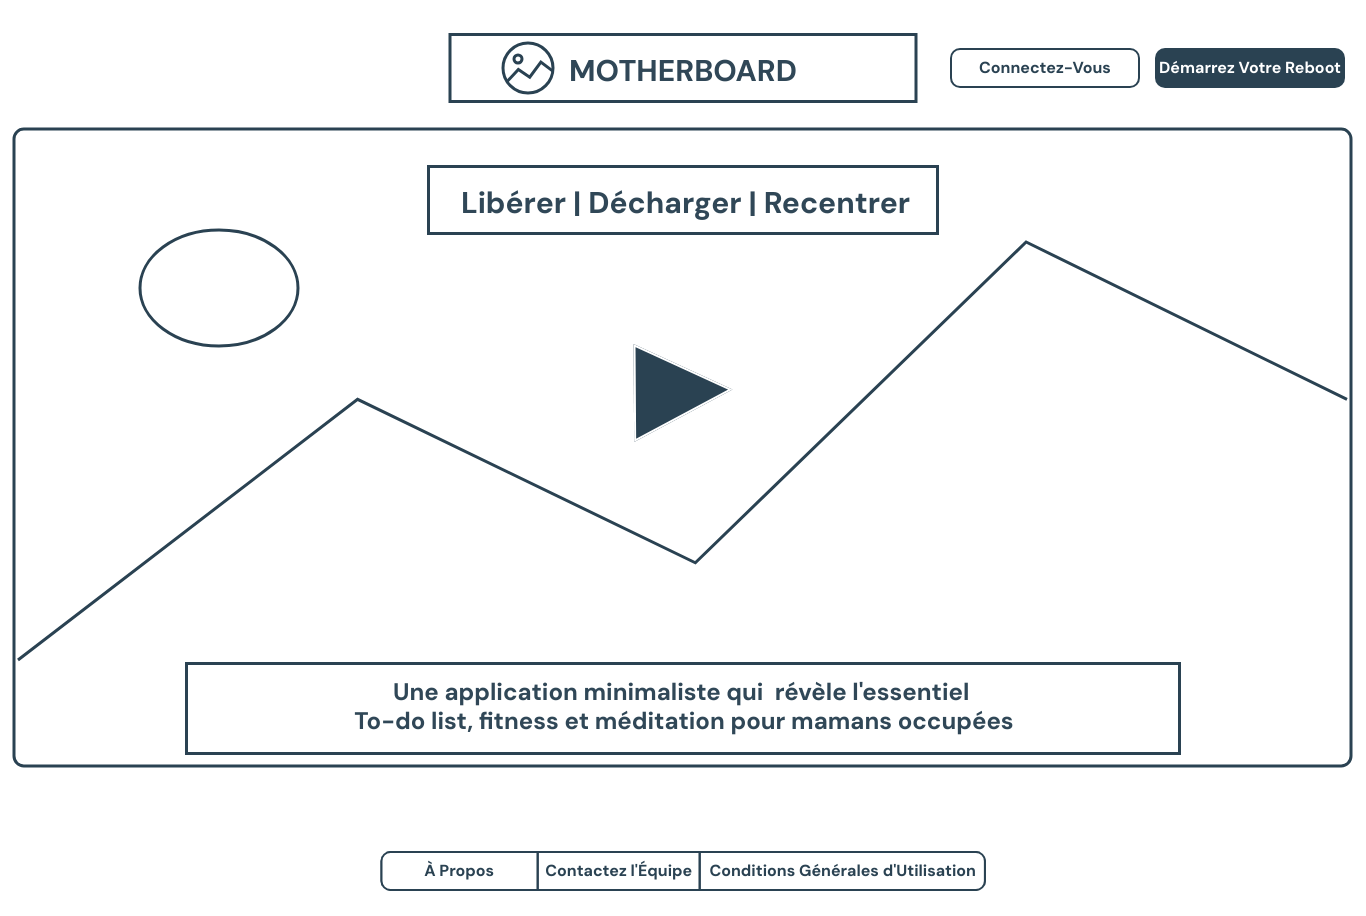 MOTHERBOARD
Connectez-Vous
Démarrez Votre Reboot
Libérer | Décharger | Recentrer
Une application minimaliste qui  révèle l'essentiel
To-do list, fitness et méditation pour mamans occupées
À Propos
Contactez l'Équipe
Conditions Générales d'Utilisation